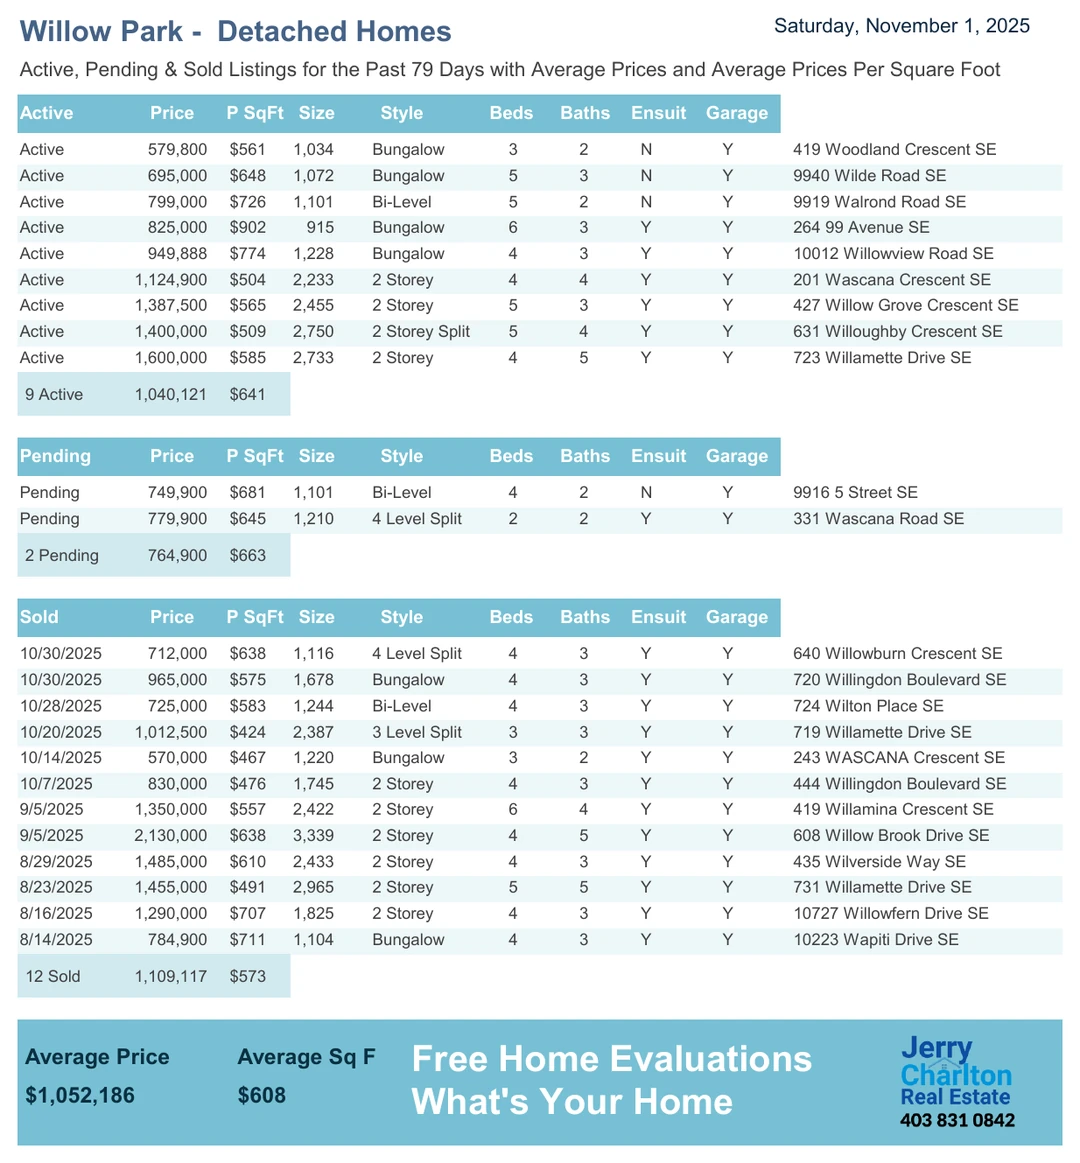 Willow Park -  Detached Homes
Saturday, November 1, 2025
Active, Pending & Sold Listings for the Past 79 Days with Average Prices and Average Prices Per Square Foot
Active Price P SqFt Size Style Beds Baths Ensuit Garage
Active 579,800 $561 1,034 Bungalow 3 2 N Y 419 Woodland Crescent SE
Active 695,000 $648 1,072 Bungalow 5 3 N Y 9940 Wilde Road SE
Active 799,000 $726 1,101 Bi-Level 5 2 N Y 9919 Walrond Road SE
Active 825,000 $902 915 Bungalow 6 3 Y Y 264 99 Avenue SE
Active 949,888 $774 1,228 Bungalow 4 3 Y Y 10012 Willowview Road SE
Active 1,124,900 $504 2,233 2 Storey 4 4 Y Y 201 Wascana Crescent SE
Active 1,387,500 $565 2,455 2 Storey 5 3 Y Y 427 Willow Grove Crescent SE
Active 1,400,000 $509 2,750 2 Storey Split 5 4 Y Y 631 Willoughby Crescent SE
Active 1,600,000 $585 2,733 2 Storey 4 5 Y Y 723 Willamette Drive SE
9 Active 1,040,121 $641
Pending Price P SqFt Size Style Beds Baths Ensuit Garage
Pending 749,900 $681 1,101 Bi-Level 4 2 N Y 9916 5 Street SE
Pending 779,900 $645 1,210 4 Level Split 2 2 Y Y 331 Wascana Road SE
2 Pending 764,900 $663
Sold Price P SqFt Size Style Beds Baths Ensuit Garage
10/30/2025 712,000 $638 1,116 4 Level Split 4 3 Y Y 640 Willowburn Crescent SE
10/30/2025 965,000 $575 1,678 Bungalow 4 3 Y Y 720 Willingdon Boulevard SE
10/28/2025 725,000 $583 1,244 Bi-Level 4 3 Y Y 724 Wilton Place SE
10/20/2025 1,012,500 $424 2,387 3 Level Split 3 3 Y Y 719 Willamette Drive SE
10/14/2025 570,000 $467 1,220 Bungalow 3 2 Y Y 243 WASCANA Crescent SE
10/7/2025 830,000 $476 1,745 2 Storey 4 3 Y Y 444 Willingdon Boulevard SE
9/5/2025 1,350,000 $557 2,422 2 Storey 6 4 Y Y 419 Willamina Crescent SE
9/5/2025 2,130,000 $638 3,339 2 Storey 4 5 Y Y 608 Willow Brook Drive SE
8/29/2025 1,485,000 $610 2,433 2 Storey 4 3 Y Y 435 Wilverside Way SE
8/23/2025 1,455,000 $491 2,965 2 Storey 5 5 Y Y 731 Willamette Drive SE
8/16/2025 1,290,000 $707 1,825 2 Storey 4 3 Y Y 10727 Willowfern Drive SE
8/14/2025 784,900 $711 1,104 Bungalow 4 3 Y Y 10223 Wapiti Drive SE
12 Sold 1,109,117 $573
Average Price Average Sq F
$1,052,186 $608
Free Home Evaluations
What's Your Home
Jerry
Charlton
Real Estate
403 831 0842